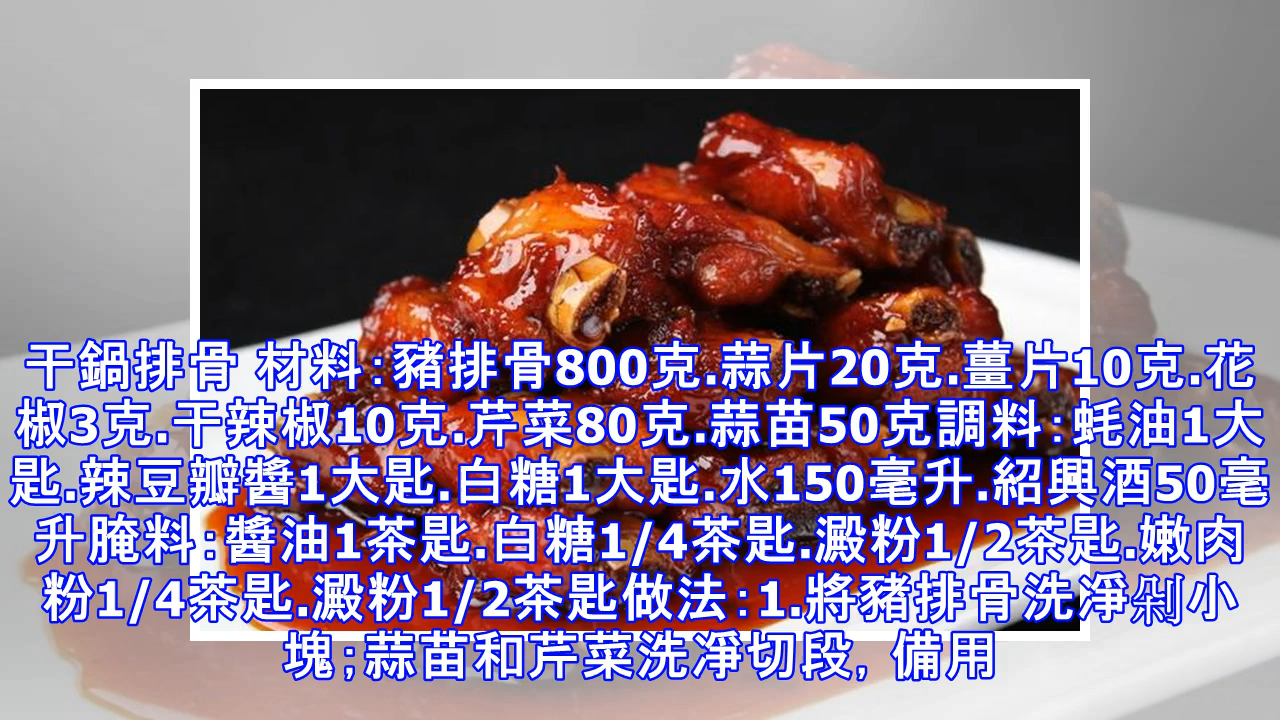 干鍋排骨 材料:豬排骨800克.蒜片20克.薑片10克.花
椒3克.干辣椒10克.芹菜80克.蒜苗50克調料:蚝油1大
匙.辣豆瓣醬1大匙.白糖1大匙.水150毫升.紹興酒50毫
升腌料:醬油1茶匙.白糖1/4茶匙.澱粉1/2茶匙.嫩肉
粉1/4茶匙.澱粉1/2茶匙做法:1.將豬排骨洗淨剁小
塊;蒜苗和芹菜洗凈切段, 備用